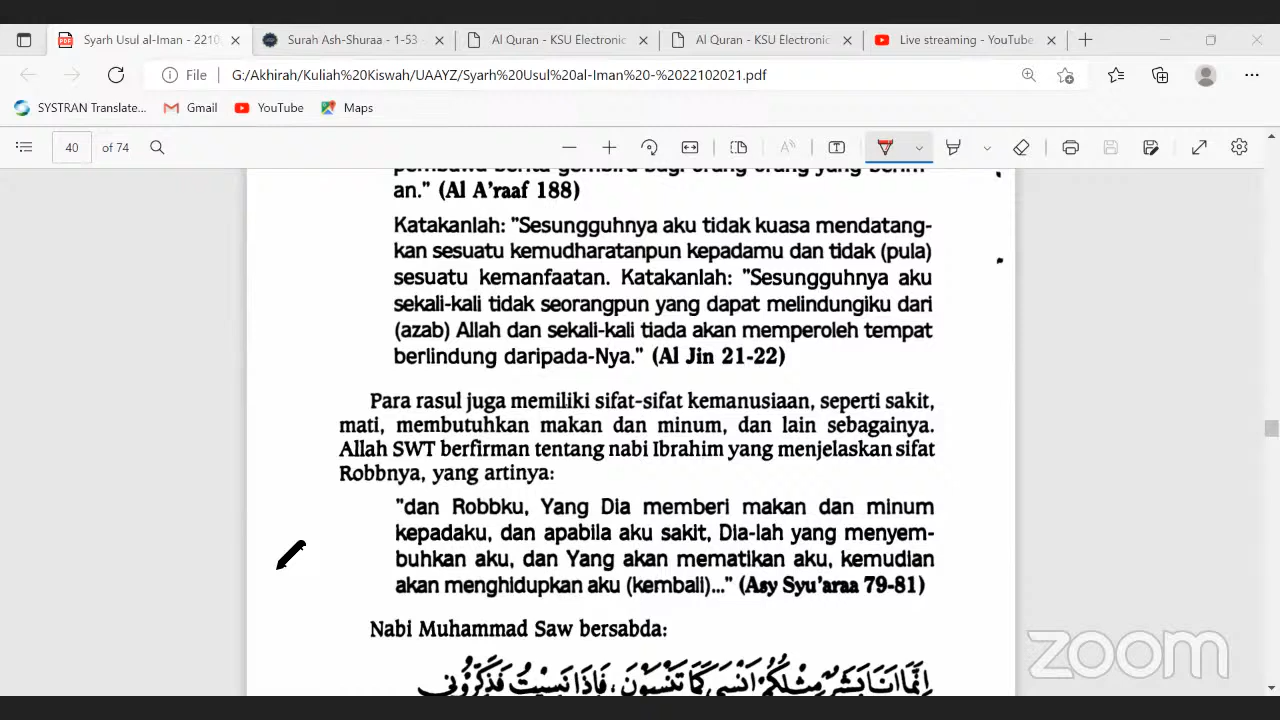 Syarh Usul al-Iman - 2210
Surah Ash-Shuraa - 1-53 -
Al Quran - KSU Electronic
Al Quran - KSU Electronic
Live streaming - YouTube
File
G:/Akhirah/Kuliah%20Kiswah/UAAYZ/Syarh%20Usul%20al-Iman%20-%2022102021.pdf
SYSTRAN Translate...
Gmail
YouTube
Maps
40
of 74
pembawa berita gembira bagi orang-orang yang berim-
an." (Al A'raaf 188)
Katakanlah: "Sesungguhnya aku tidak kuasa mendatang-
kan sesuatu kemudharatanpun kepadamu dan tidak (pula)
sesuatu kemanfaatan. Katakanlah: "Sesungguhnya aku
sekali-kali tidak seorangpun yang dapat melindungiku dari
(azab) Allah dan sekali-kali tiada akan memperoleh tempat
berlindung daripada-Nya." (Al Jin 21-22)
Para rasul juga memiliki sifat-sifat kemanusiaan, seperti sakit,
mati, membutuhkan makan dan minum, dan lain sebagainya.
Allah SWT berfirman tentang nabi Ibrahim yang menjelaskan sifat
Robbnya, yang artinya:
"dan Robbku, Yang Dia memberi makan dan minum
kepadaku, dan apabila aku sakit, Dia-lah yang menyem-
buhkan aku, dan Yang akan mematikan aku, kemudian
akan menghidupkan aku (kembali)..." (Asy Syu'araa 79-81)
Nabi Muhammad Saw bersabda:
إِنَّمَا أَنَا بَشَرٌ مِثْلُكُمْ أَنْسَى كَمَا تَنْسَوْنَ، فَإِذَا نَسِيْتُ فَذَكِّرُوْنِي
zoom